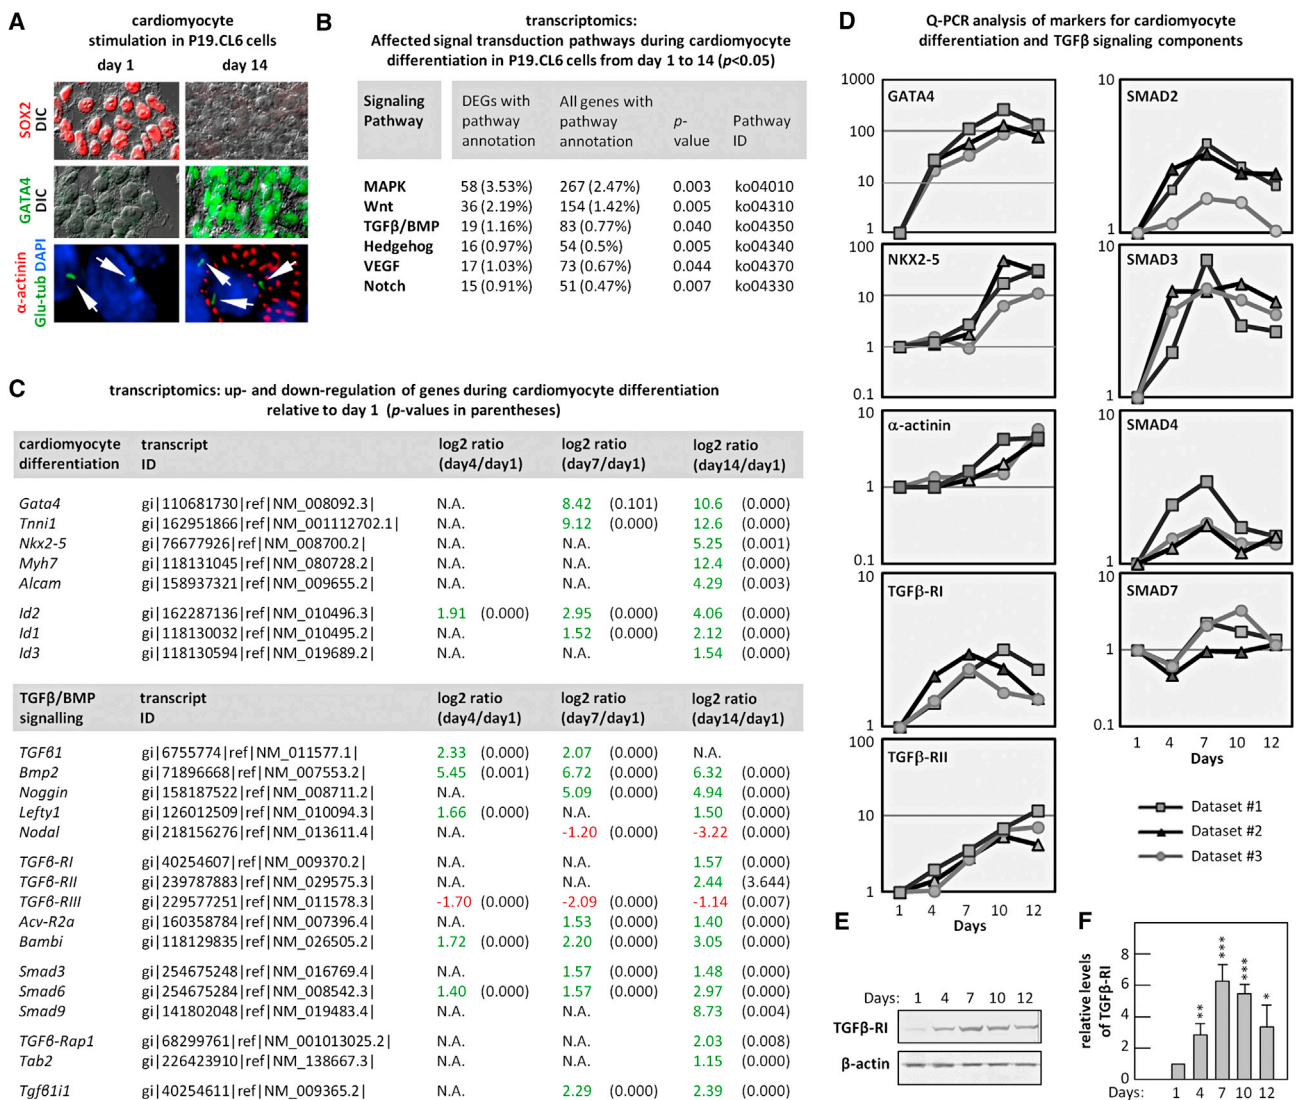 A
cardiomyocyte
stimulation in P19.CL6 cells
day 1 day 14
SOX2
DIC
GATA4
DIC
α-actinin
Glu-tub DAPI
B
transcriptomics:
Affected signal transduction pathways during cardiomyocyte
differentiation in P19.CL6 cells from day 1 to 14 (p<0.05)
Signaling Pathway DEGs with pathway annotation All genes with pathway annotation p-value Pathway ID
MAPK 58 (3.53%) 267 (2.47%) 0.003 ko04010
Wnt 36 (2.19%) 154 (1.42%) 0.005 ko04310
TGFβ/BMP 19 (1.16%) 83 (0.77%) 0.040 ko04350
Hedgehog 16 (0.97%) 54 (0.5%) 0.005 ko04340
VEGF 17 (1.03%) 73 (0.67%) 0.044 ko04370
Notch 15 (0.91%) 51 (0.47%) 0.007 ko04330
C
transcriptomics: up- and down-regulation of genes during cardiomyocyte differentiation
relative to day 1 (p-values in parentheses)
cardiomyocyte transcript log2 ratio log2 ratio log2 ratio
differentiation ID (day4/day1) (day7/day1) (day14/day1)
Gata4 gi|110681730|ref|NM_008092.3| N.A. 8.42 (0.101) 10.6 (0.000)
Tnni1 gi|162951866|ref|NM_001112702.1| N.A. 9.12 (0.000) 12.6 (0.000)
Nkx2-5 gi|76677926|ref|NM_008700.2| N.A. N.A. 5.25 (0.001)
Myh7 gi|118131045|ref|NM_080728.2| N.A. N.A. 12.4 (0.000)
Alcam gi|158937321|ref|NM_009655.2| N.A. N.A. 4.29 (0.003)
Id2 gi|162287136|ref|NM_010496.3| 1.91 (0.000) 2.95 (0.000) 4.06 (0.000)
Id1 gi|118130032|ref|NM_010495.2| N.A. 1.52 (0.000) 2.12 (0.000)
Id3 gi|118130594|ref|NM_019689.2| N.A. N.A. 1.54 (0.000)
TGFβ/BMP transcript log2 ratio log2 ratio log2 ratio
signalling ID (day4/day1) (day7/day1) (day14/day1)
TGFβ1 gi|6755774|ref|NM_011577.1| 2.33 (0.000) 2.07 (0.000) N.A.
Bmp2 gi|71896668|ref|NM_007553.2| 5.45 (0.001) 6.72 (0.000) 6.32 (0.000)
Noggin gi|158187522|ref|NM_008711.2| N.A. 5.09 (0.000) 4.94 (0.000)
Lefty1 gi|126012509|ref|NM_010094.3| 1.66 (0.000) N.A. 1.50 (0.000)
Nodal gi|218156276|ref|NM_013611.4| N.A. -1.20 (0.000) -3.22 (0.000)
TGFβ-RI gi|40254607|ref|NM_009370.2| N.A. N.A. 1.57 (0.000)
TGFβ-RII gi|239787883|ref|NM_029575.3| N.A. N.A. 2.44 (3.644)
TGFβ-RIII gi|229577251|ref|NM_011578.3| -1.70 (0.000) -2.09 (0.000) -1.14 (0.007)
Acv-R2a gi|160358784|ref|NM_007396.4| N.A. 1.53 (0.000) 1.40 (0.000)
Bambi gi|118129835|ref|NM_026505.2| 1.72 (0.000) 2.20 (0.000) 3.05 (0.000)
Smad3 gi|254675248|ref|NM_016769.4| N.A. 1.57 (0.000) 1.48 (0.000)
Smad6 gi|254675284|ref|NM_008542.3| 1.40 (0.000) 1.57 (0.000) 2.97 (0.000)
Smad9 gi|141802048|ref|NM_019483.4| N.A. N.A. 8.73 (0.004)
TGFβ-Rap1 gi|68299761|ref|NM_001013025.2| N.A. N.A. 2.03 (0.008)
Tab2 gi|226423910|ref|NM_138667.3| N.A. N.A. 1.15 (0.000)
Tgfβ1i1 gi|40254611|ref|NM_009365.2| N.A. 2.29 (0.000) 2.39 (0.000)
D
Q-PCR analysis of markers for cardiomyocyte
differentiation and TGFβ signaling components
GATA4
1000
100
10
1
NKX2-5
100
10
1
0.1
α-actinin
10
1
0.1
TGFβ-RI
10
1
TGFβ-RII
100
10
1
1 4 7 10 12
Days
SMAD2
10
1
SMAD3
10
1
SMAD4
10
1
SMAD7
10
1
0.1
1 4 7 10 12
Days
Dataset #1
Dataset #2
Dataset #3
E
Days: 1 4 7 10 12
TGFβ-RI
β-actin
F
relative levels
of TGFβ-RI
8
6
4
2
0
** *** *** *
Days: 1 4 7 10 12